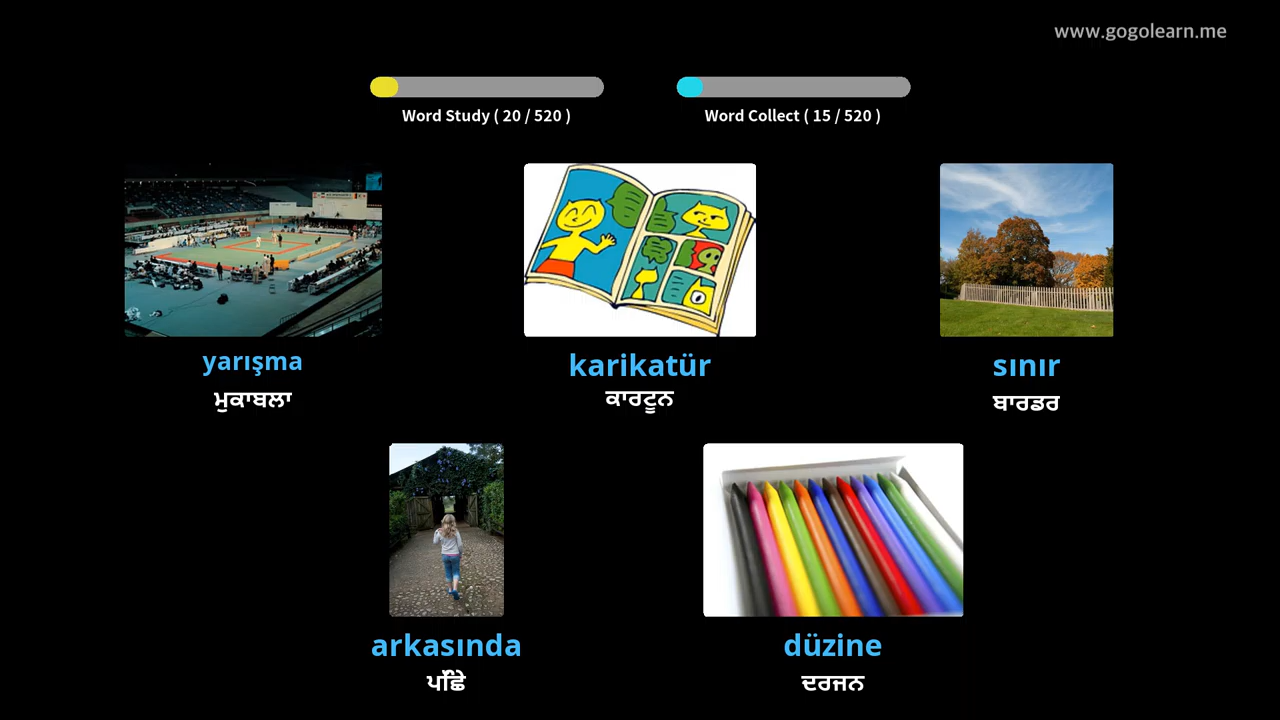 www.gogolearn.me
Word Study ( 20 / 520 )
Word Collect ( 15 / 520 )
yarışma
ਮੁਕਾਬਲਾ
karikatür
ਕਾਰਟੂਨ
sınır
ਬਾਰਡਰ
arkasında
ਪਿੱਛੇ
düzine
ਦਰਜਨ